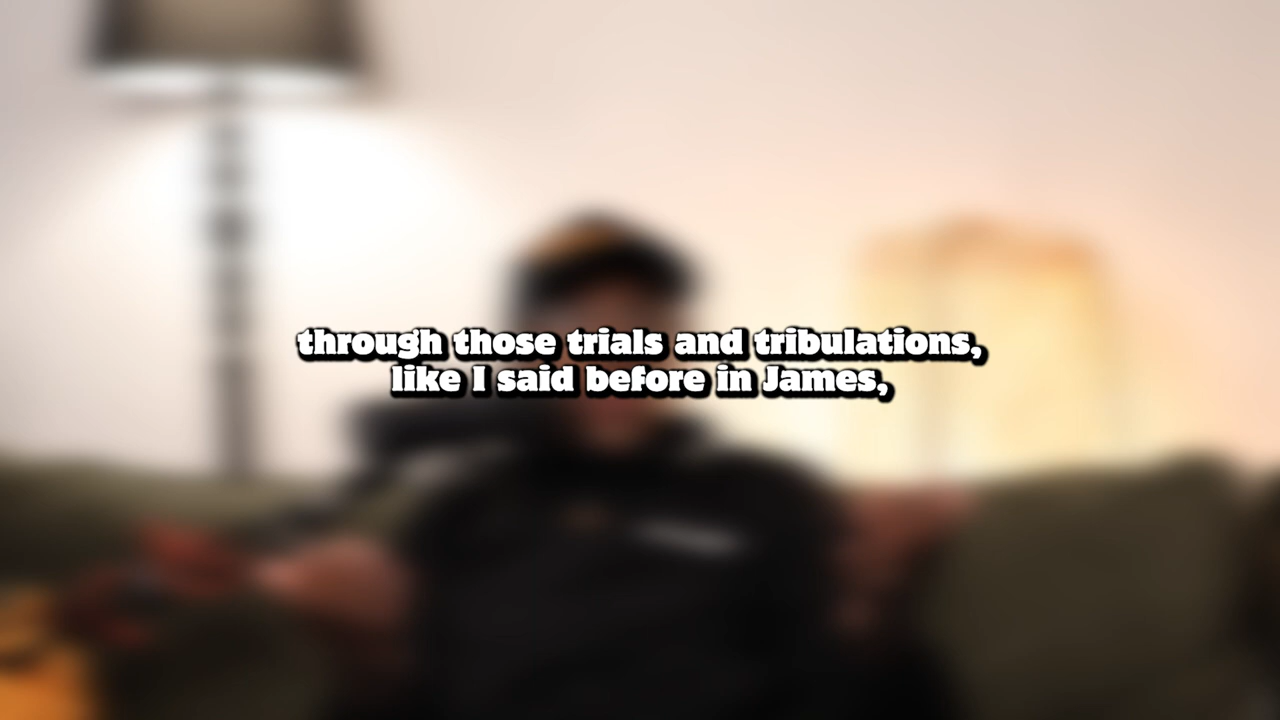 through those trials and tribulations,
like I said before in James,